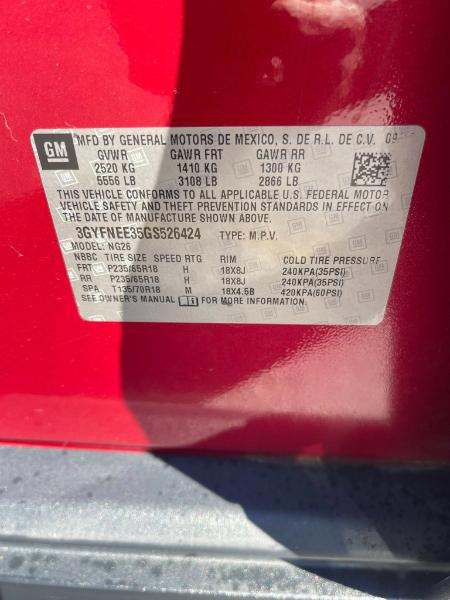 GM
MFD BY GENERAL MOTORS DE MEXICO, S. DE R.L. DE C.V. 09
GVWR GAWR FRT GAWR RR
2520 KG 1410 KG 1300 KG
5556 LB 3108 LB 2866 LB
THIS VEHICLE CONFORMS TO ALL APPLICABLE U.S. FEDERAL MOTOR
VEHICLE SAFETY AND THEFT PREVENTION STANDARDS IN EFFECT ON
THE DATE OF MANUFACTURE SHOWN ABOVE.
3GYFNEE35GS526424 TYPE: M.P.V.
MODEL: NG26
NBBC TIRE SIZE SPEED RTG RIM COLD TIRE PRESSURE
FRT P235/65R18 H 18X8J 240KPA(35PSI)
RR P235/65R18 H 18X8J 240KPA(35PSI)
SPA T135/70R18 M 18X4.5B 420KPA(60PSI)
SEE OWNER'S MANUAL FOR MORE INFORMATION.